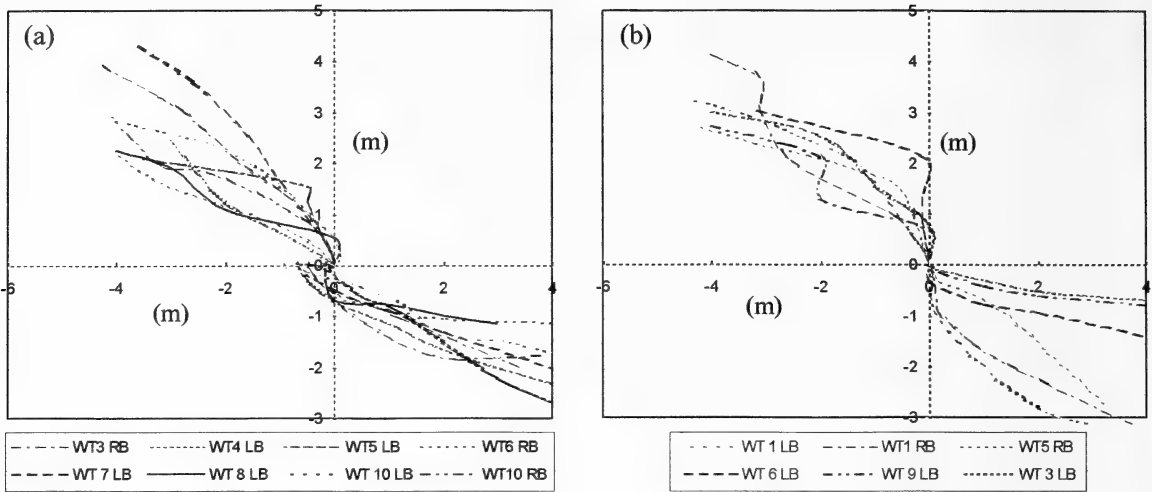 (a)
5
4
3
(m)
2
1
0
-6 -4 -2 0 2 4
(m)
-1
-2
-3
WT3 RB WT4 LB WT5 LB WT6 RB
WT 7 LB WT 8 LB WT 10 LB WT10 RB
(b)
5
4
3
(m)
2
1
0
-6 -4 -2 0 2 4
(m)
-1
-2
-3
WT 1 LB WT1 RB WT5 RB
WT 6 LB WT 9 LB WT 3 LB